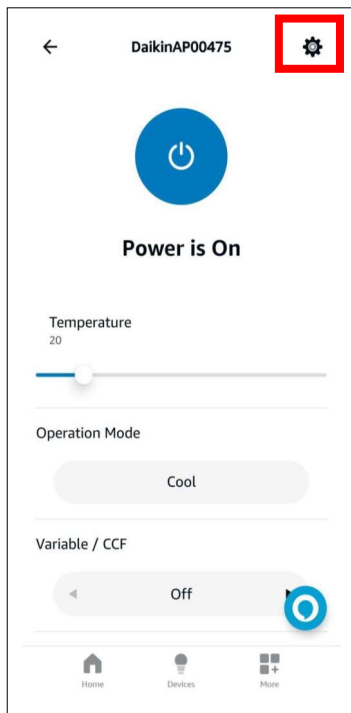 DaikinAP00475
Power is On
Temperature
20
Operation Mode
Cool
Variable / CCF
Off
Home Devices More